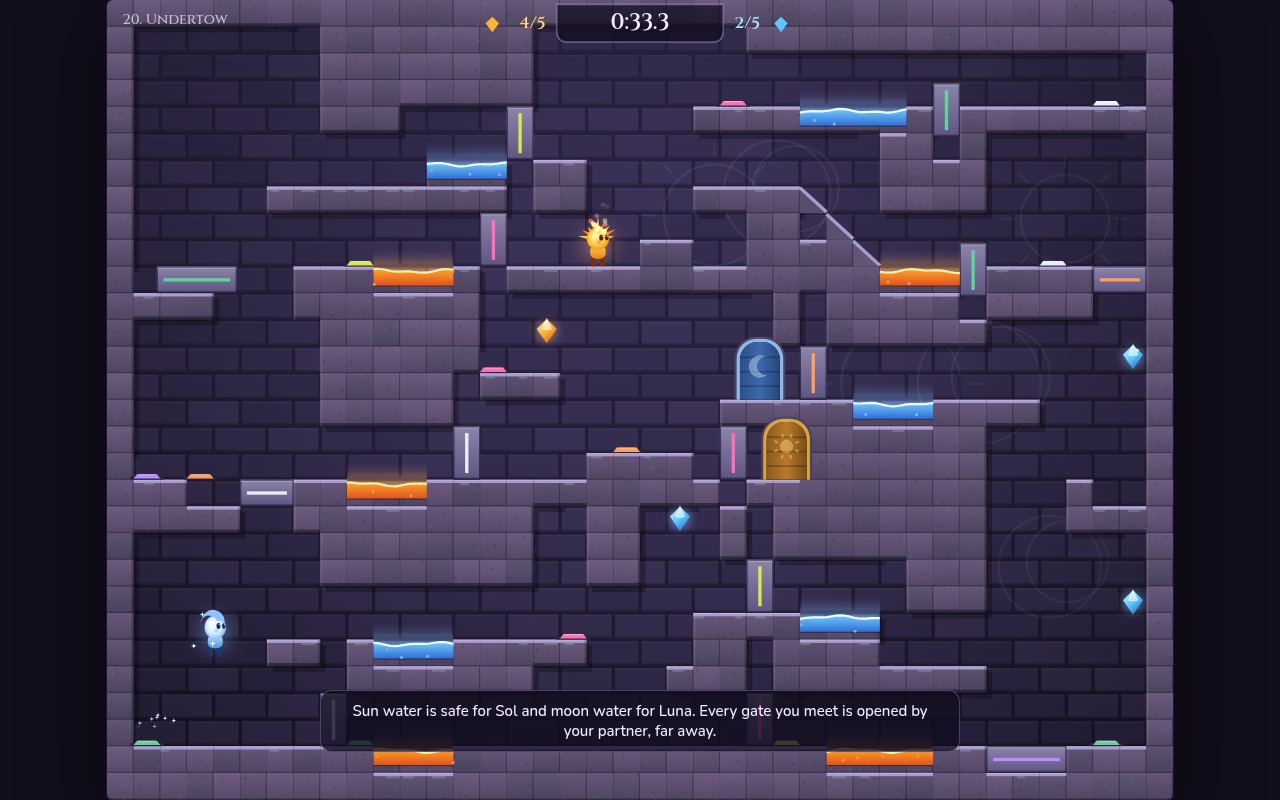 20. Undertow
4/5
0:33.3
2/5
Sun water is safe for Sol and moon water for Luna. Every gate you meet is opened by
your partner, far away.